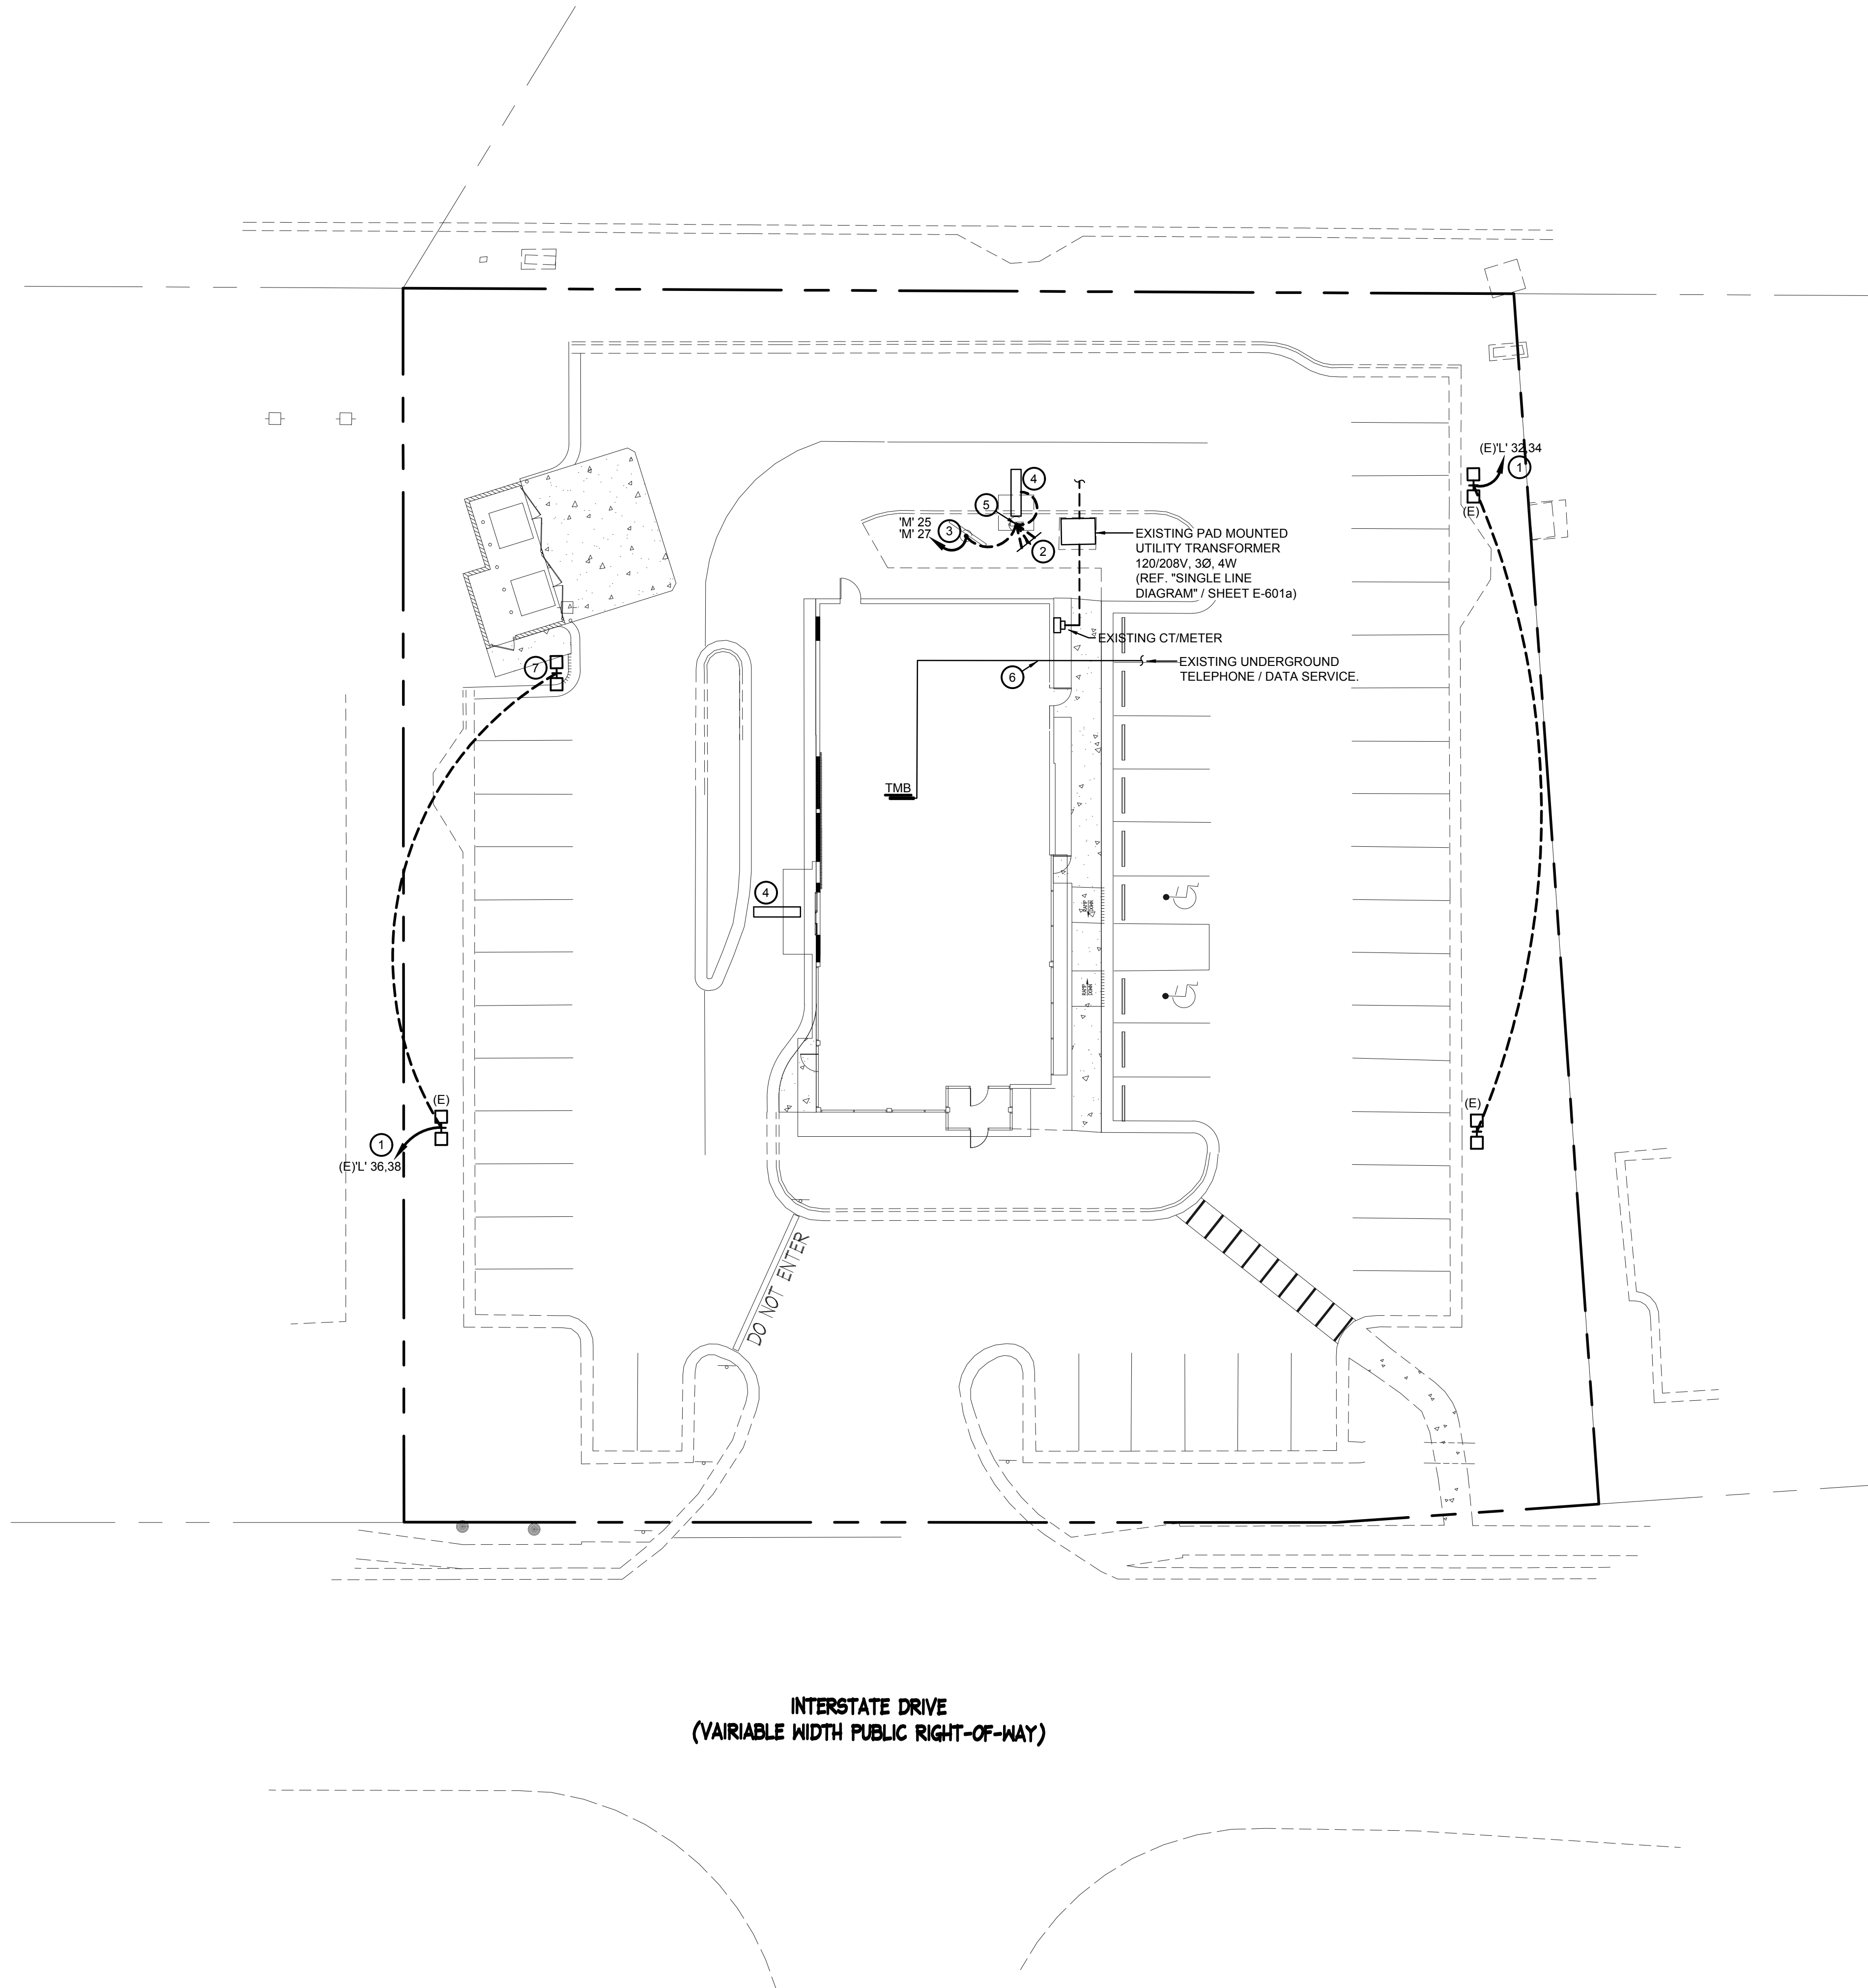 (E)'L' 32,34
1
(E)
4
5
'M' 25
'M' 27
3
2
EXISTING PAD MOUNTED
UTILITY TRANSFORMER
120/208V, 3Ø, 4W
(REF. "SINGLE LINE
DIAGRAM" / SHEET E-601a)
EXISTING CT/METER
EXISTING UNDERGROUND
TELEPHONE / DATA SERVICE.
6
7
TMB
4
(E)
1
(E)'L' 36,38
(E)
DO NOT ENTER
INTERSTATE DRIVE
(VAIRIABLE WIDTH PUBLIC RIGHT-OF-WAY)